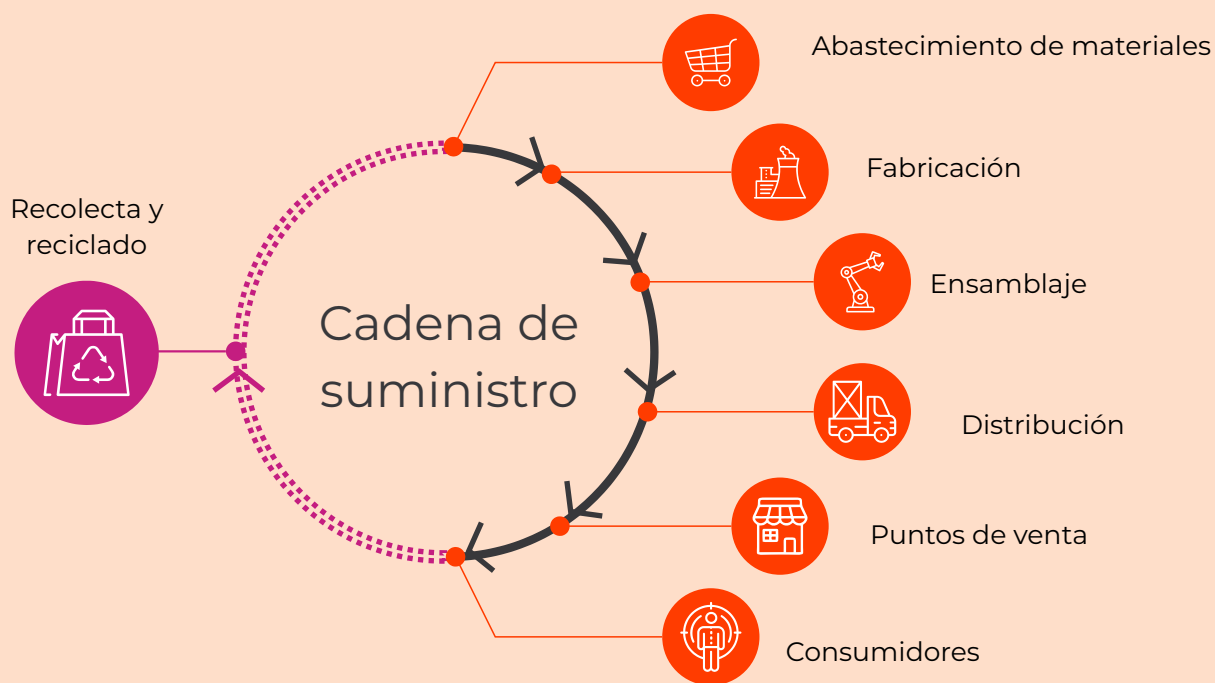 Abastecimiento de materiales
Fabricación
Recolecta y
reciclado
Ensamblaje
Cadena de
suministro
Distribución
Puntos de venta
Consumidores